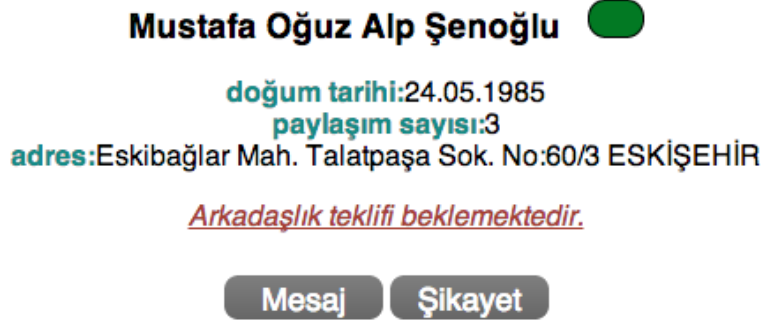 Mustafa Oğuz Alp Şenoğlu
doğum tarihi:24.05.1985
paylaşım sayısı:3
adres:Eskibağlar Mah. Talatpaşa Sok. No:60/3 ESKİŞEHİR
Arkadaşlık teklifi beklemektedir.
Mesaj Şikayet